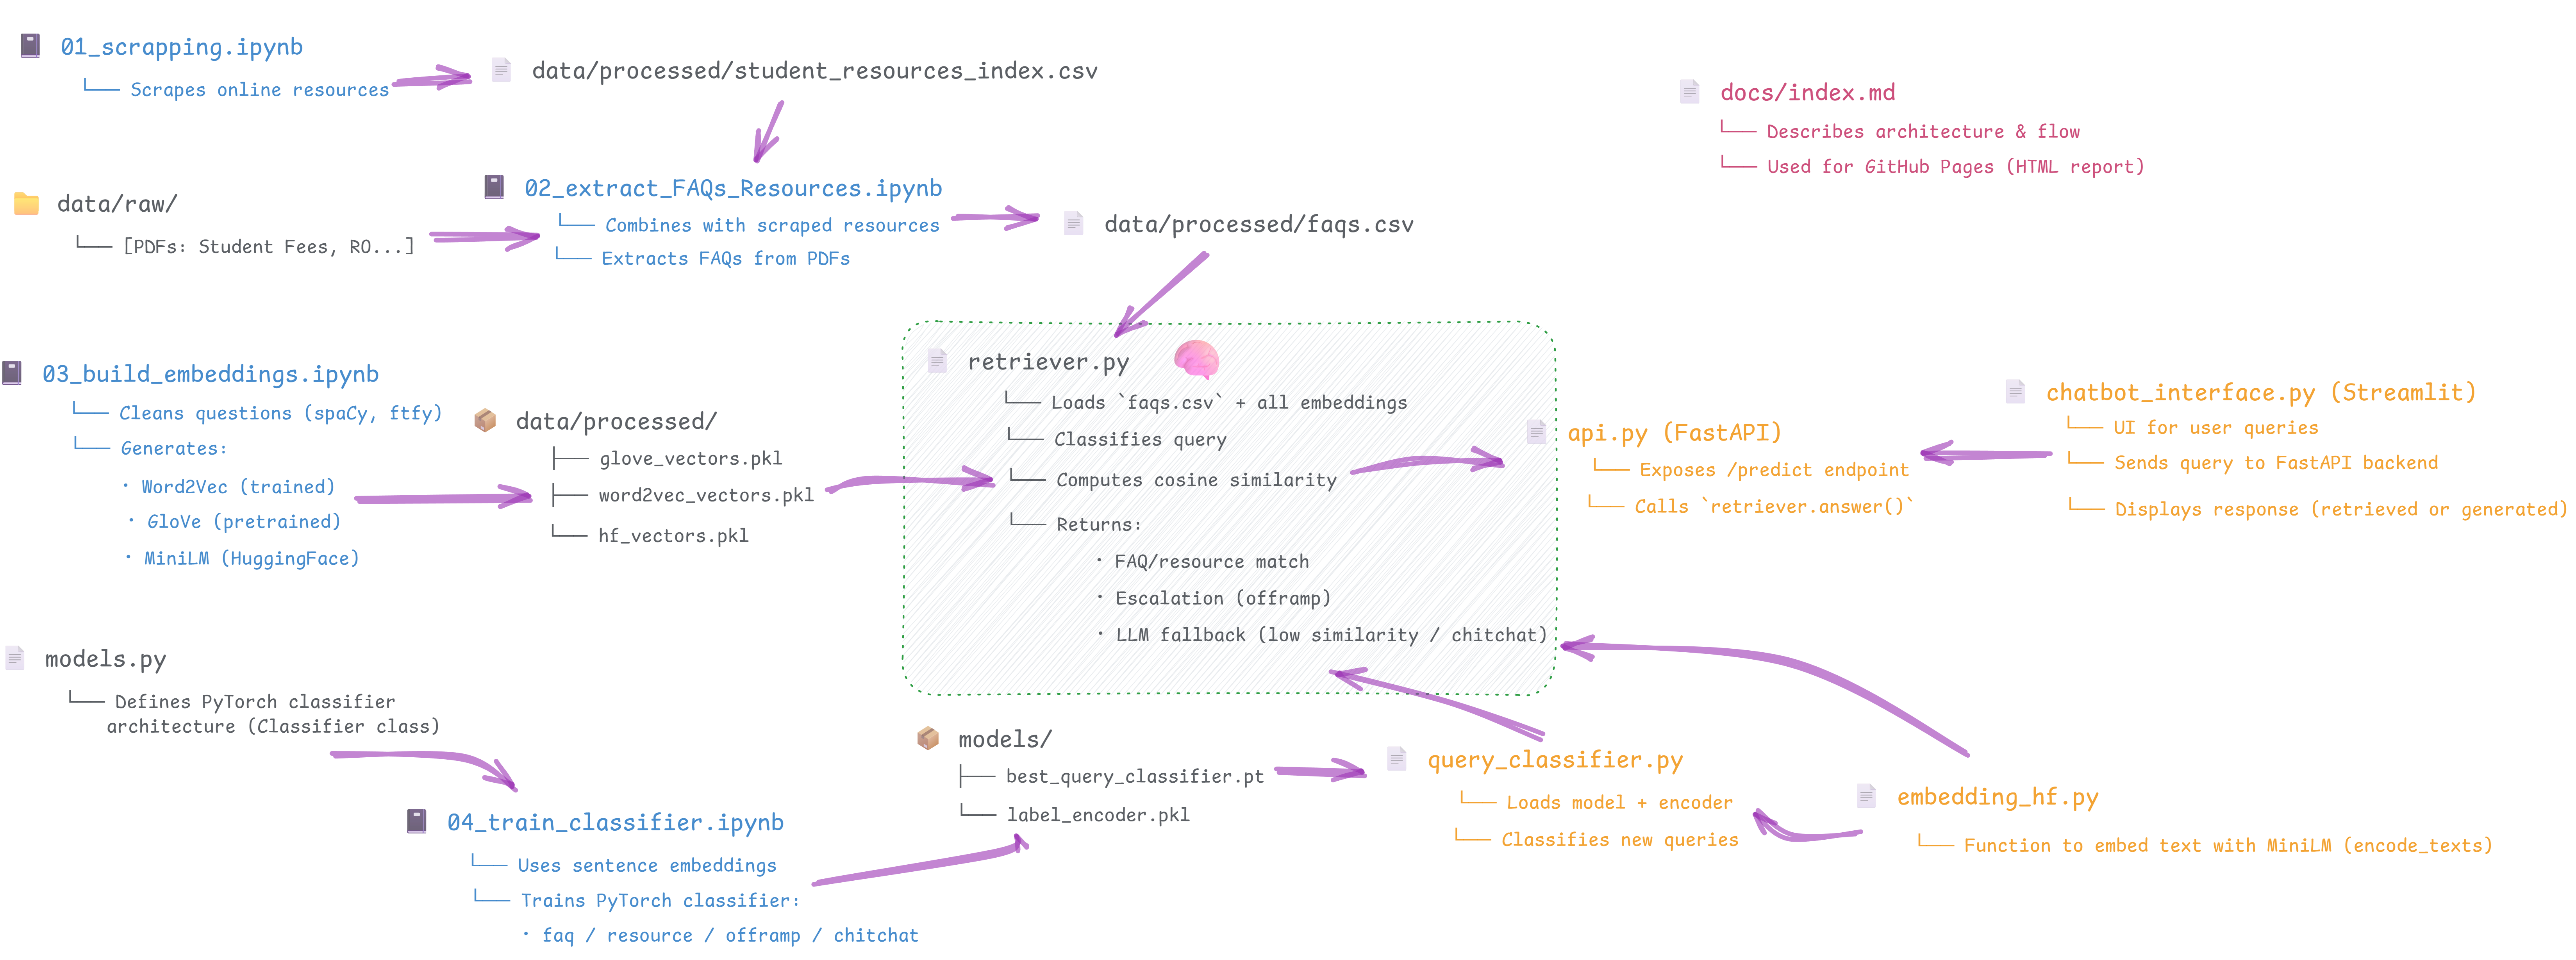 01_scrapping.ipynb
└── Scrapes online resources
data/processed/student_resources_index.csv
docs/index.md
└── Describes architecture & flow
└── Used for GitHub Pages (HTML report)
data/raw/
└── [PDFs: Student Fees, RO...]
02_extract_FAQs_Resources.ipynb
└── Combines with scraped resources
└── Extracts FAQs from PDFs
data/processed/faqs.csv
03_build_embeddings.ipynb
└── Cleans questions (spaCy, ftfy)
└── Generates:
· Word2Vec (trained)
· GloVe (pretrained)
· MiniLM (HuggingFace)
data/processed/
├── glove_vectors.pkl
├── word2vec_vectors.pkl
└── hf_vectors.pkl
retriever.py
└── Loads `faqs.csv` + all embeddings
└── Classifies query
└── Computes cosine similarity
└── Returns:
· FAQ/resource match
· Escalation (offramp)
· LLM fallback (low similarity / chitchat)
api.py (FastAPI)
└── Exposes /predict endpoint
└── Calls `retriever.answer()`
chatbot_interface.py (Streamlit)
└── UI for user queries
└── Sends query to FastAPI backend
└── Displays response (retrieved or generated)
models.py
└── Defines PyTorch classifier
architecture (Classifier class)
04_train_classifier.ipynb
└── Uses sentence embeddings
└── Trains PyTorch classifier:
· faq / resource / offramp / chitchat
models/
├── best_query_classifier.pt
└── label_encoder.pkl
query_classifier.py
└── Loads model + encoder
└── Classifies new queries
embedding_hf.py
└── Function to embed text with MiniLM (encode_texts)